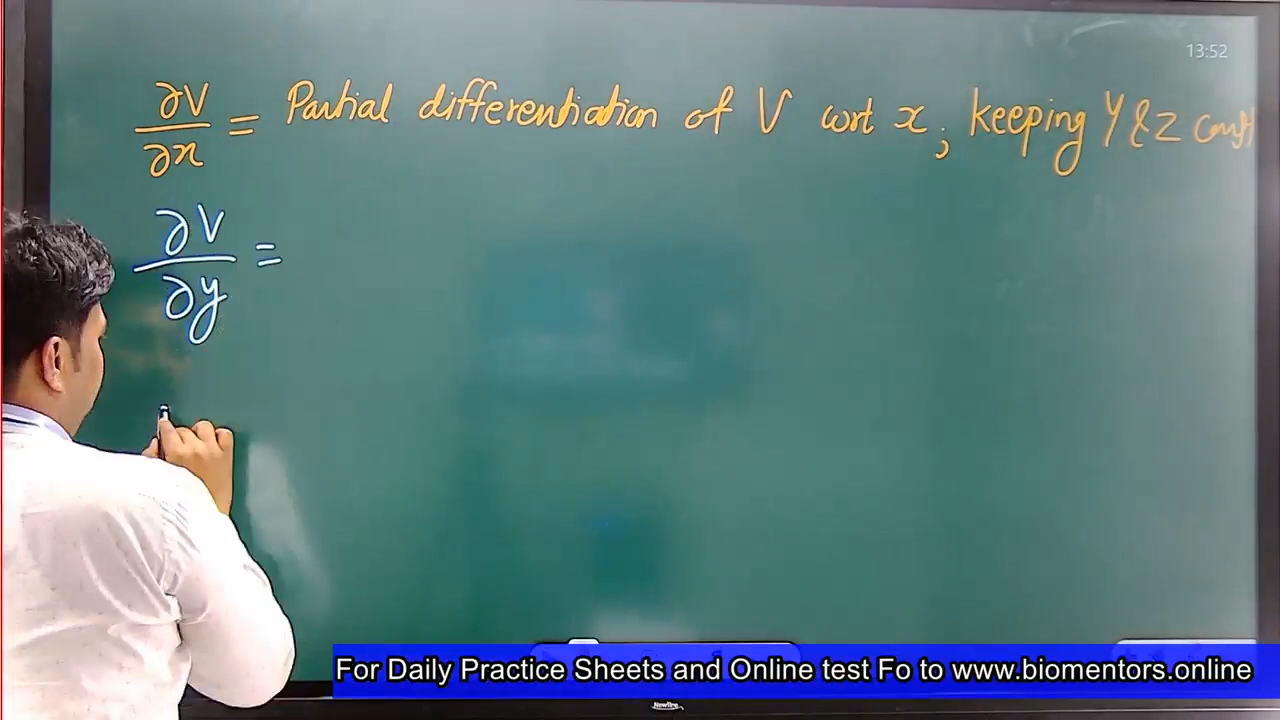 13:52
∂V/∂x = Partial differentiation of V wrt x; keeping Y & Z const
∂V/∂y =
For Daily Practice Sheets and Online test Fo to www.biomentors.online
Newline